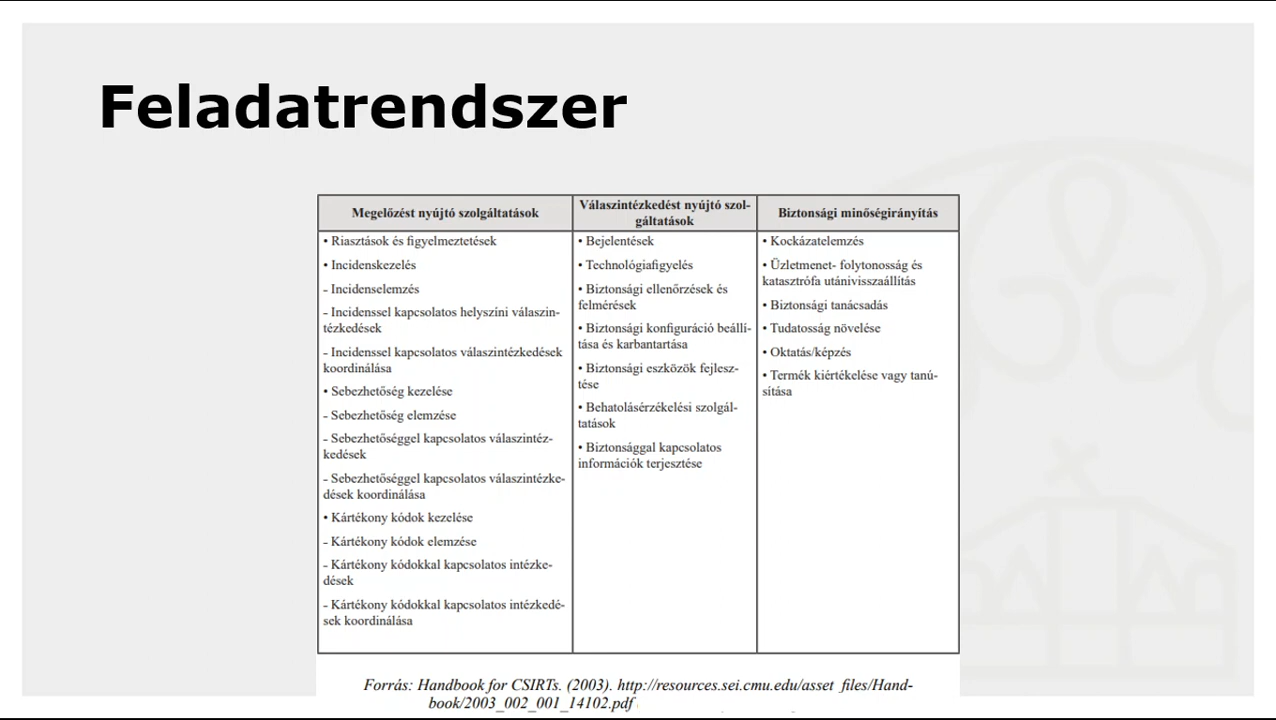 Feladatrendszer
Megelőzést nyújtó szolgáltatások
• Riasztások és figyelmeztetések
• Incidenskezelés
- Incidenselemzés
- Incidenssel kapcsolatos helyszíni válaszin-
tézkedések
- Incidenssel kapcsolatos válaszintézkedések
koordinálása
• Sebezhetőség kezelése
- Sebezhetőség elemzése
- Sebezhetőséggel kapcsolatos válaszintéz-
kedések
- Sebezhetőséggel kapcsolatos válaszintézke-
dések koordinálása
• Kártékony kódok kezelése
- Kártékony kódok elemzése
- Kártékony kódokkal kapcsolatos intézke-
dések
- Kártékony kódokkal kapcsolatos intézkedé-
sek koordinálása
Válaszintézkedést nyújtó szol-
gáltatások
• Bejelentések
• Technológiafigyelés
• Biztonsági ellenőrzések és
felmérések
• Biztonsági konfiguráció beállí-
tása és karbantartása
• Biztonsági eszközök fejlesz-
tése
• Behatolásérzékelési szolgál-
tatások
• Biztonsággal kapcsolatos
információk terjesztése
Biztonsági minőségirányítás
• Kockázatelemzés
• Üzletmenet- folytonosság és
katasztrófa utánivisszaállítás
• Biztonsági tanácsadás
• Tudatosság növelése
• Oktatás/képzés
• Termék kiértékelése vagy tanú-
sítása
Forrás: Handbook for CSIRTs. (2003). http://resources.sei.cmu.edu/asset_files/Hand-
book/2003_002_001_14102.pdf